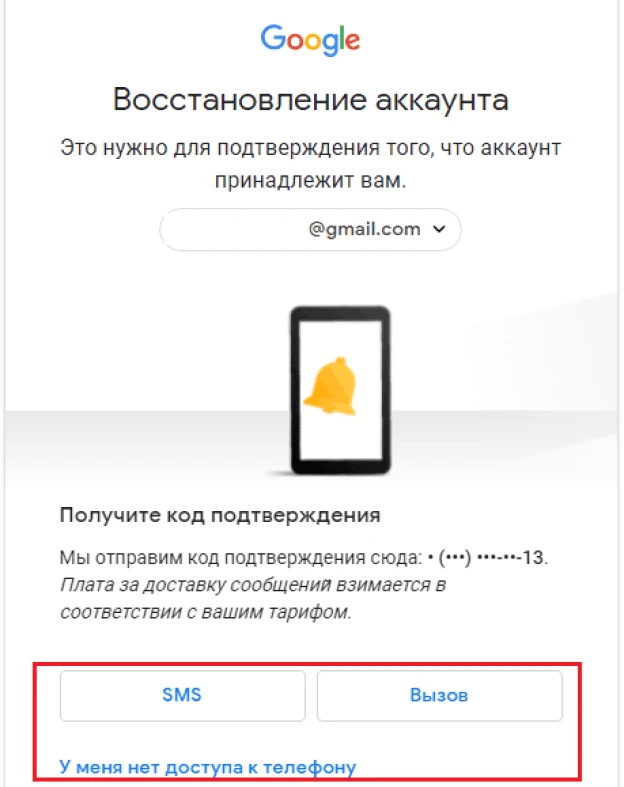 Google
Восстановление аккаунта
Это нужно для подтверждения того, что аккаунт
принадлежит вам.
@gmail.com
Получите код подтверждения
Мы отправим код подтверждения сюда: • (•••) •••-••-13.
Плата за доставку сообщений взимается в
соответствии с вашим тарифом.
SMS
Вызов
У меня нет доступа к телефону